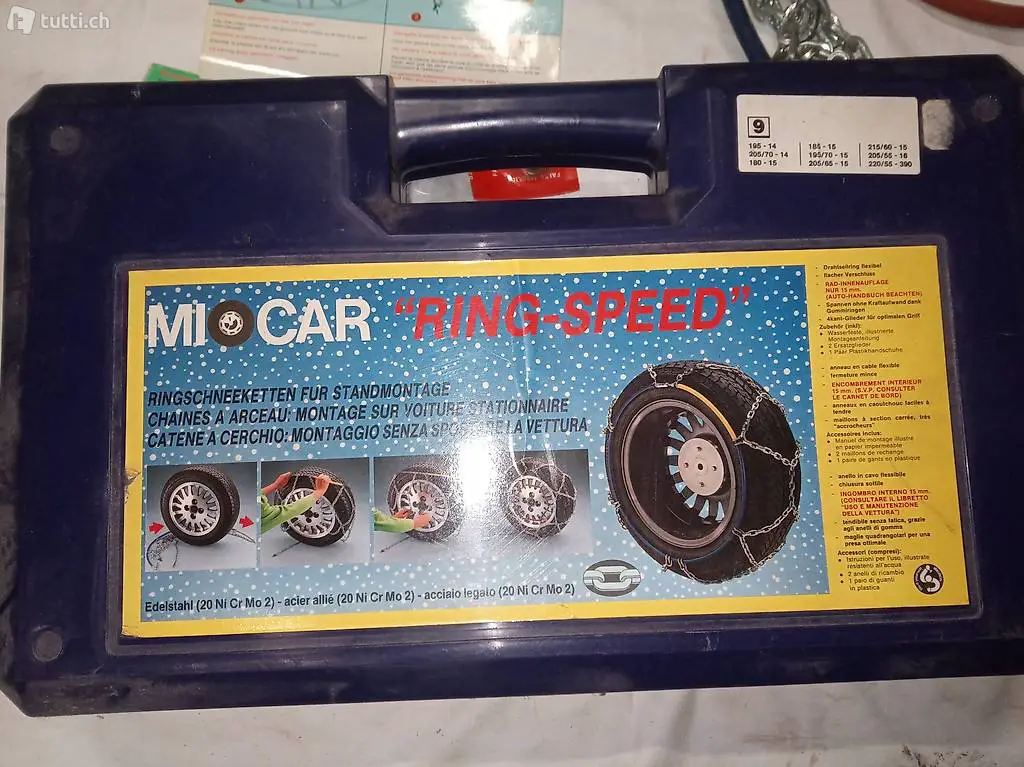 tutti.ch
9
195 - 14 185 - 15 215/60 - 15
205/70 - 14 195/70 - 15 205/55 - 16
180 - 15 205/65 - 15 220/55 - 390
MIOCAR "RING-SPEED"
RINGSCHNEEKETTEN FUR STANDMONTAGE
CHAINES A ARCEAU: MONTAGE SUR VOITURE STATIONNAIRE
CATENE A CERCHIO: MONTAGGIO SENZA DELLA VETTURA
Edelstahl (20 Ni Cr Mo 2) - acier allié (20 Ni Cr Mo 2) - acciaio legato (20 Ni Cr Mo 2)
- Drahtseilring flexibel
- flacher Verschluss
- RAD-INNENAUFLAGE
NUR 15 mm.
(AUTO-HANDBUCH BEACHTEN)
- Spannen ohne Kraftaufwand dank
Gummiringen
- 4kant-Glieder für optimalen Griff
Zubehör (inkl):
• Wasserfeste, illustrierte
Montageanleitung
• 2 Ersatzglieder
• 1 Paar Plastikhandschuhe
- anneau en cable flexible
- fermeture mince
- ENCOMBREMENT INTÉRIEUR
15 mm. (S.V.P. CONSULTER
LE CARNET DE BORD)
- anneaux en caoutchouc faciles à
tendre
- maillons à section carrée, très
"accrocheurs"
Accessoires inclus:
• Manuel de montage illustré
en papier imperméable
• 2 maillons de rechange
• 1 paire de gants en plastique
- anello in cavo flessibile
- chiusura sottile
- INGOMBRO INTERNO 15 mm.
(CONSULTARE IL LIBRETTO
"USO E MANUTENZIONE
DELLA VETTURA")
- tendibile senza fatica, grazie
agli anelli di gomma
- maglie quadrangolari per una
presa ottimale
Accessori (compresi):
• Istruzioni per l'uso, illustrate
resistenti all'acqua
• 2 anelli di ricambio
• 1 paio di guanti
in plastica